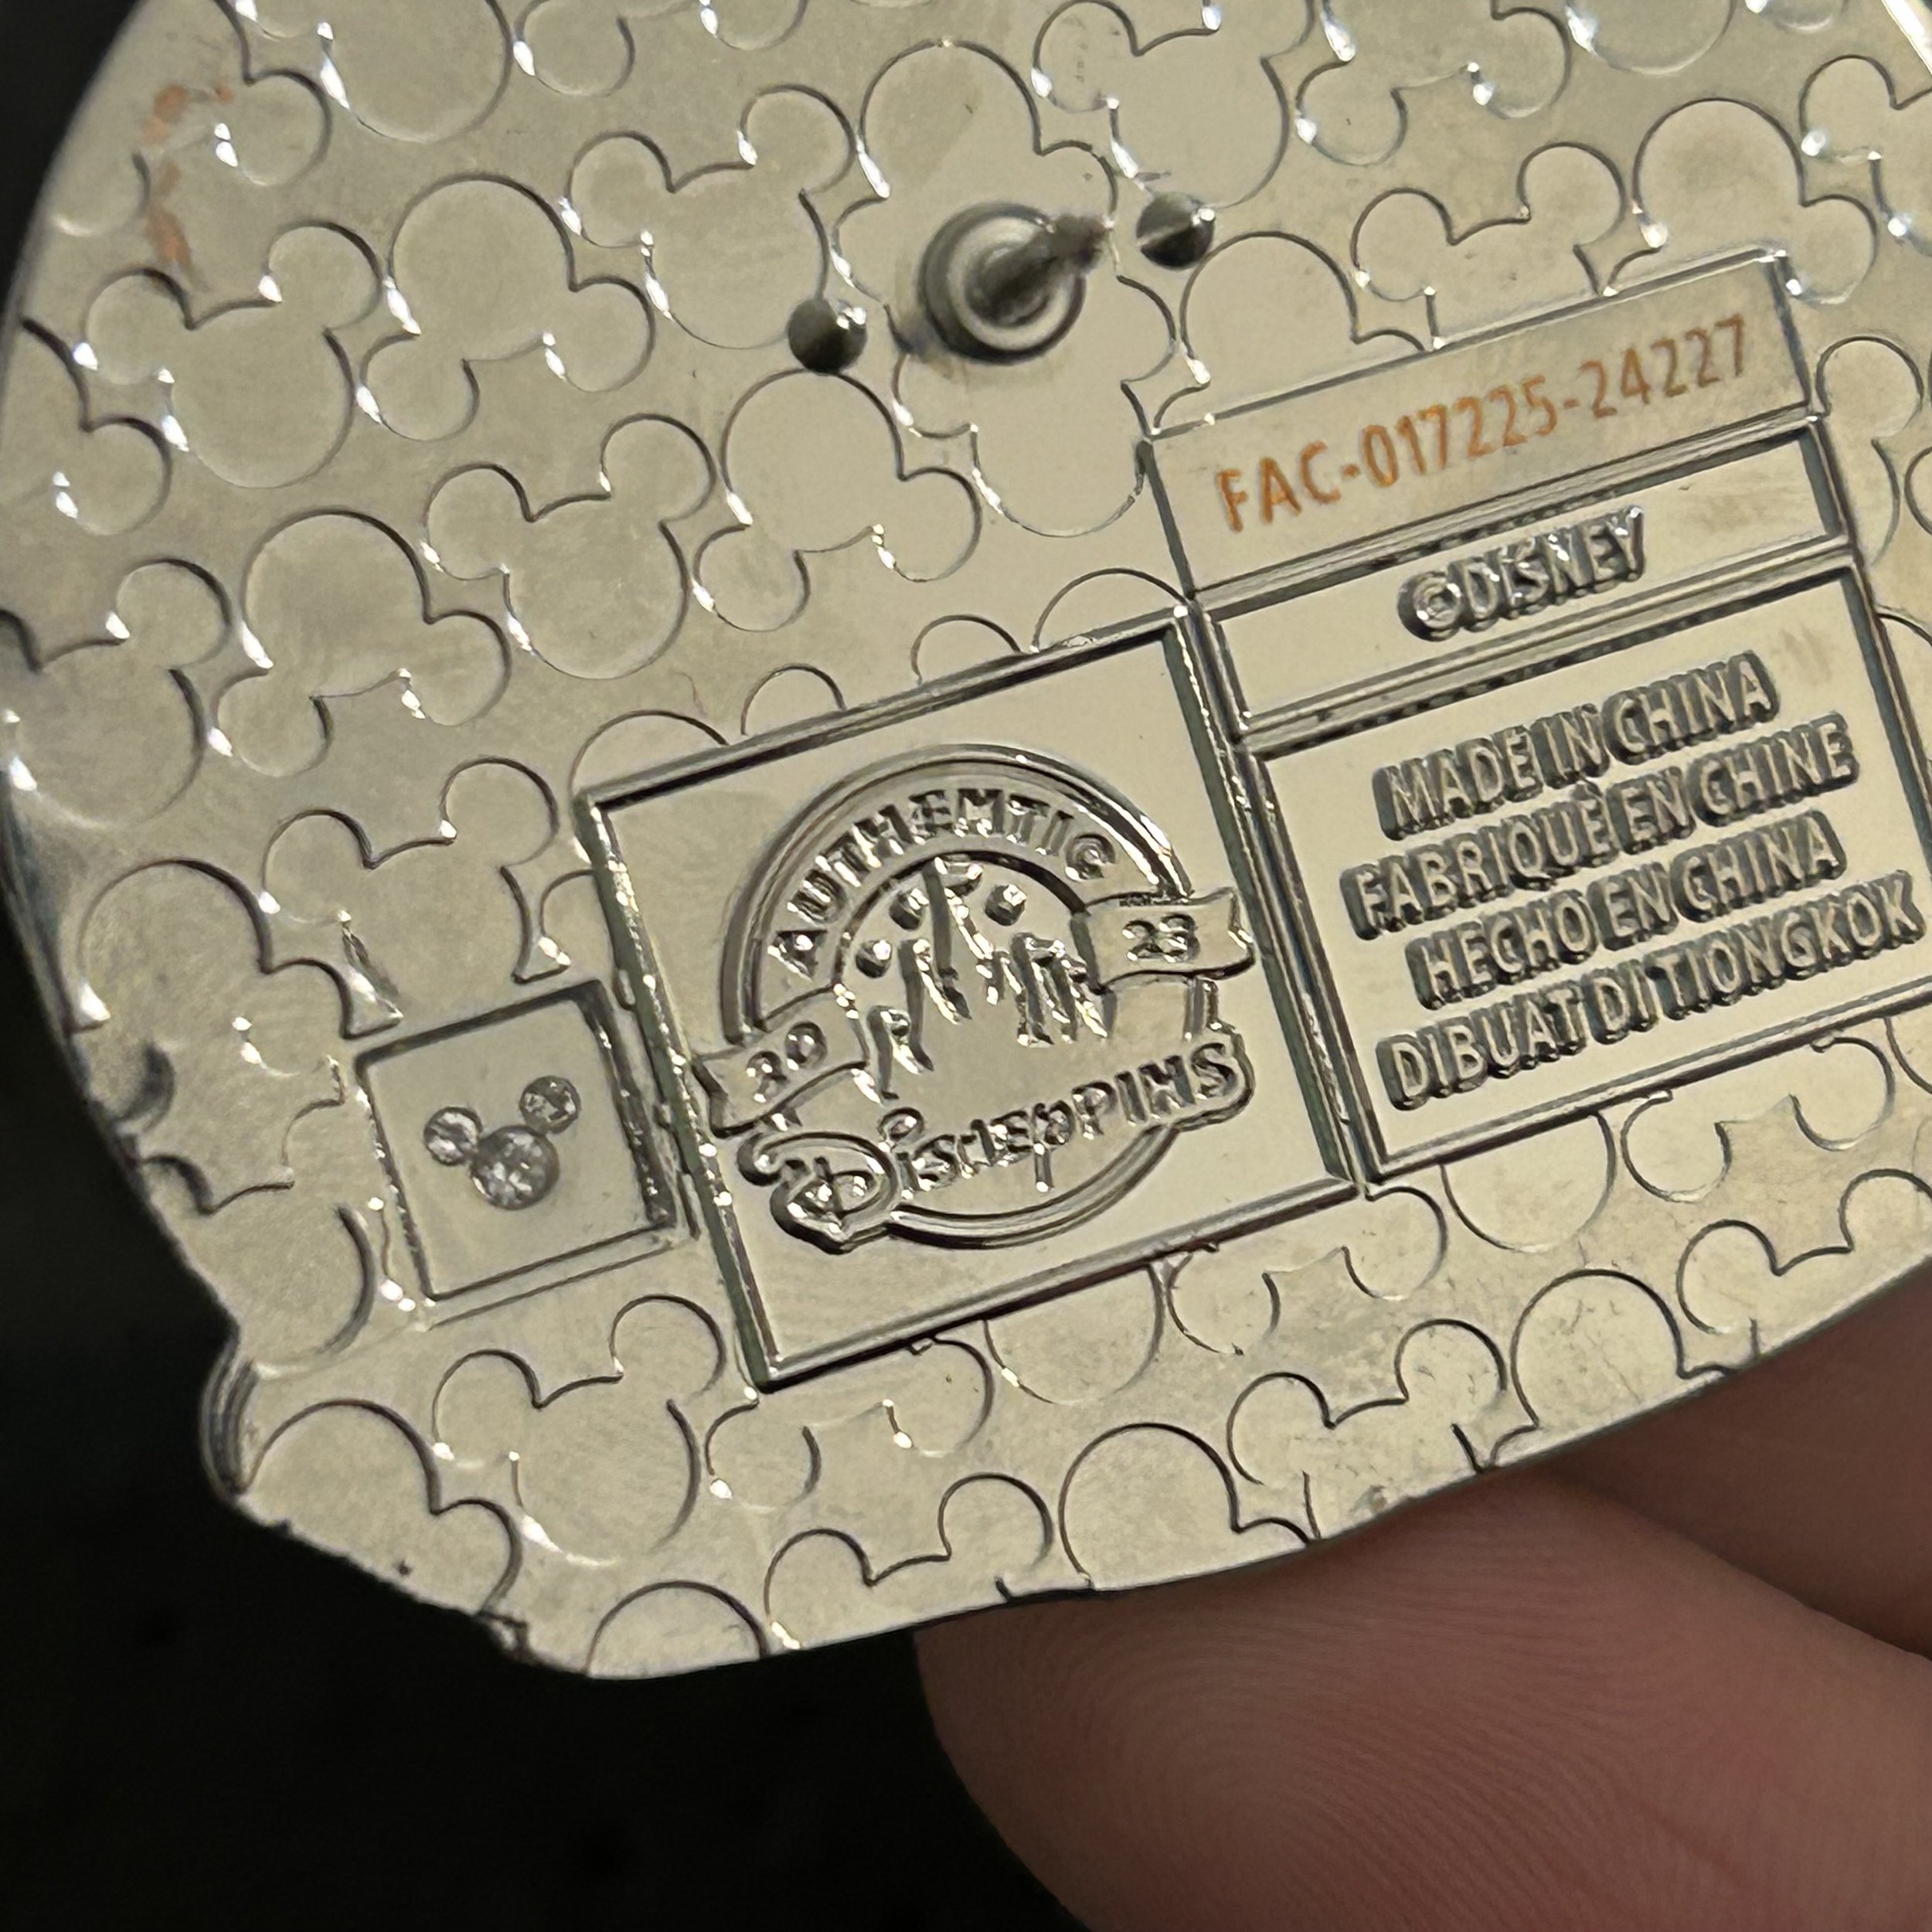 FAC-017225-24227
©DISNEY
MADE IN CHINA
FABRIQUÉ EN CHINE
HECHO EN CHINA
DIBUAT DI TIONGKOK
AUTHENTIC
20 23
Disney PINS